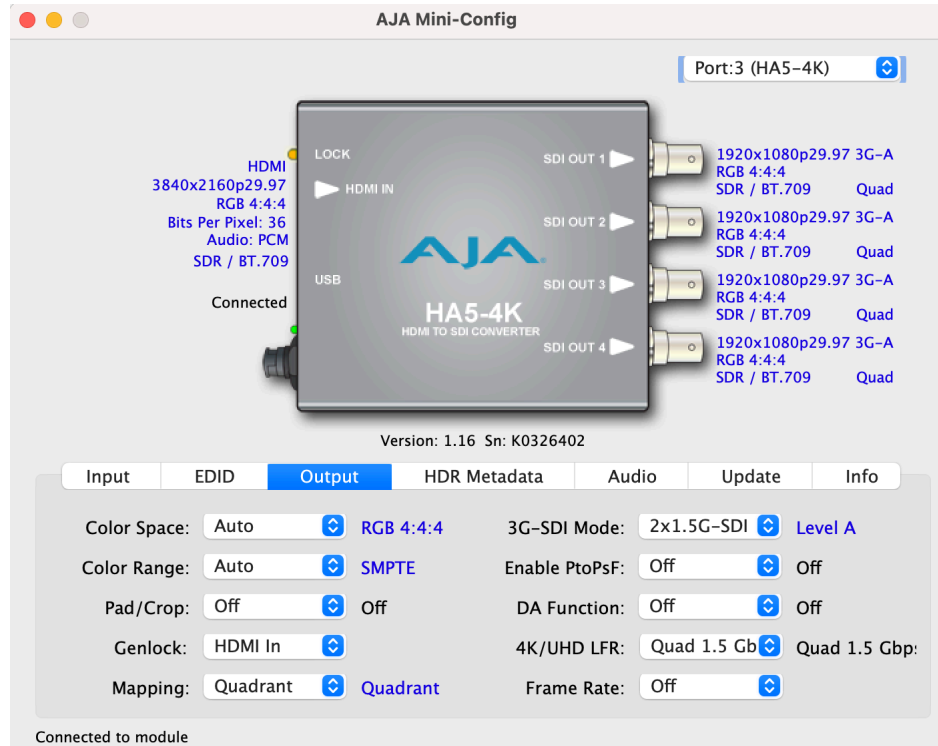 AJA Mini-Config
Port:3 (HA5-4K)
LOCK
HDMI IN
USB
HDMI
3840x2160p29.97
RGB 4:4:4
Bits Per Pixel: 36
Audio: PCM
SDR / BT.709
Connected
AJA
HA5-4K
HDMI TO SDI CONVERTER
SDI OUT 1
1920x1080p29.97 3G-A
RGB 4:4:4
SDR / BT.709 Quad
SDI OUT 2
1920x1080p29.97 3G-A
RGB 4:4:4
SDR / BT.709 Quad
SDI OUT 3
1920x1080p29.97 3G-A
RGB 4:4:4
SDR / BT.709 Quad
SDI OUT 4
1920x1080p29.97 3G-A
RGB 4:4:4
SDR / BT.709 Quad
Version: 1.16 Sn: K0326402
Input EDID Output HDR Metadata Audio Update Info
Color Space: Auto RGB 4:4:4 3G-SDI Mode: 2x1.5G-SDI Level A
Color Range: Auto SMPTE Enable PtoPsF: Off Off
Pad/Crop: Off Off DA Function: Off Off
Genlock: HDMI In 4K/UHD LFR: Quad 1.5 Gb Quad 1.5 Gbp
Mapping: Quadrant Quadrant Frame Rate: Off
Connected to module